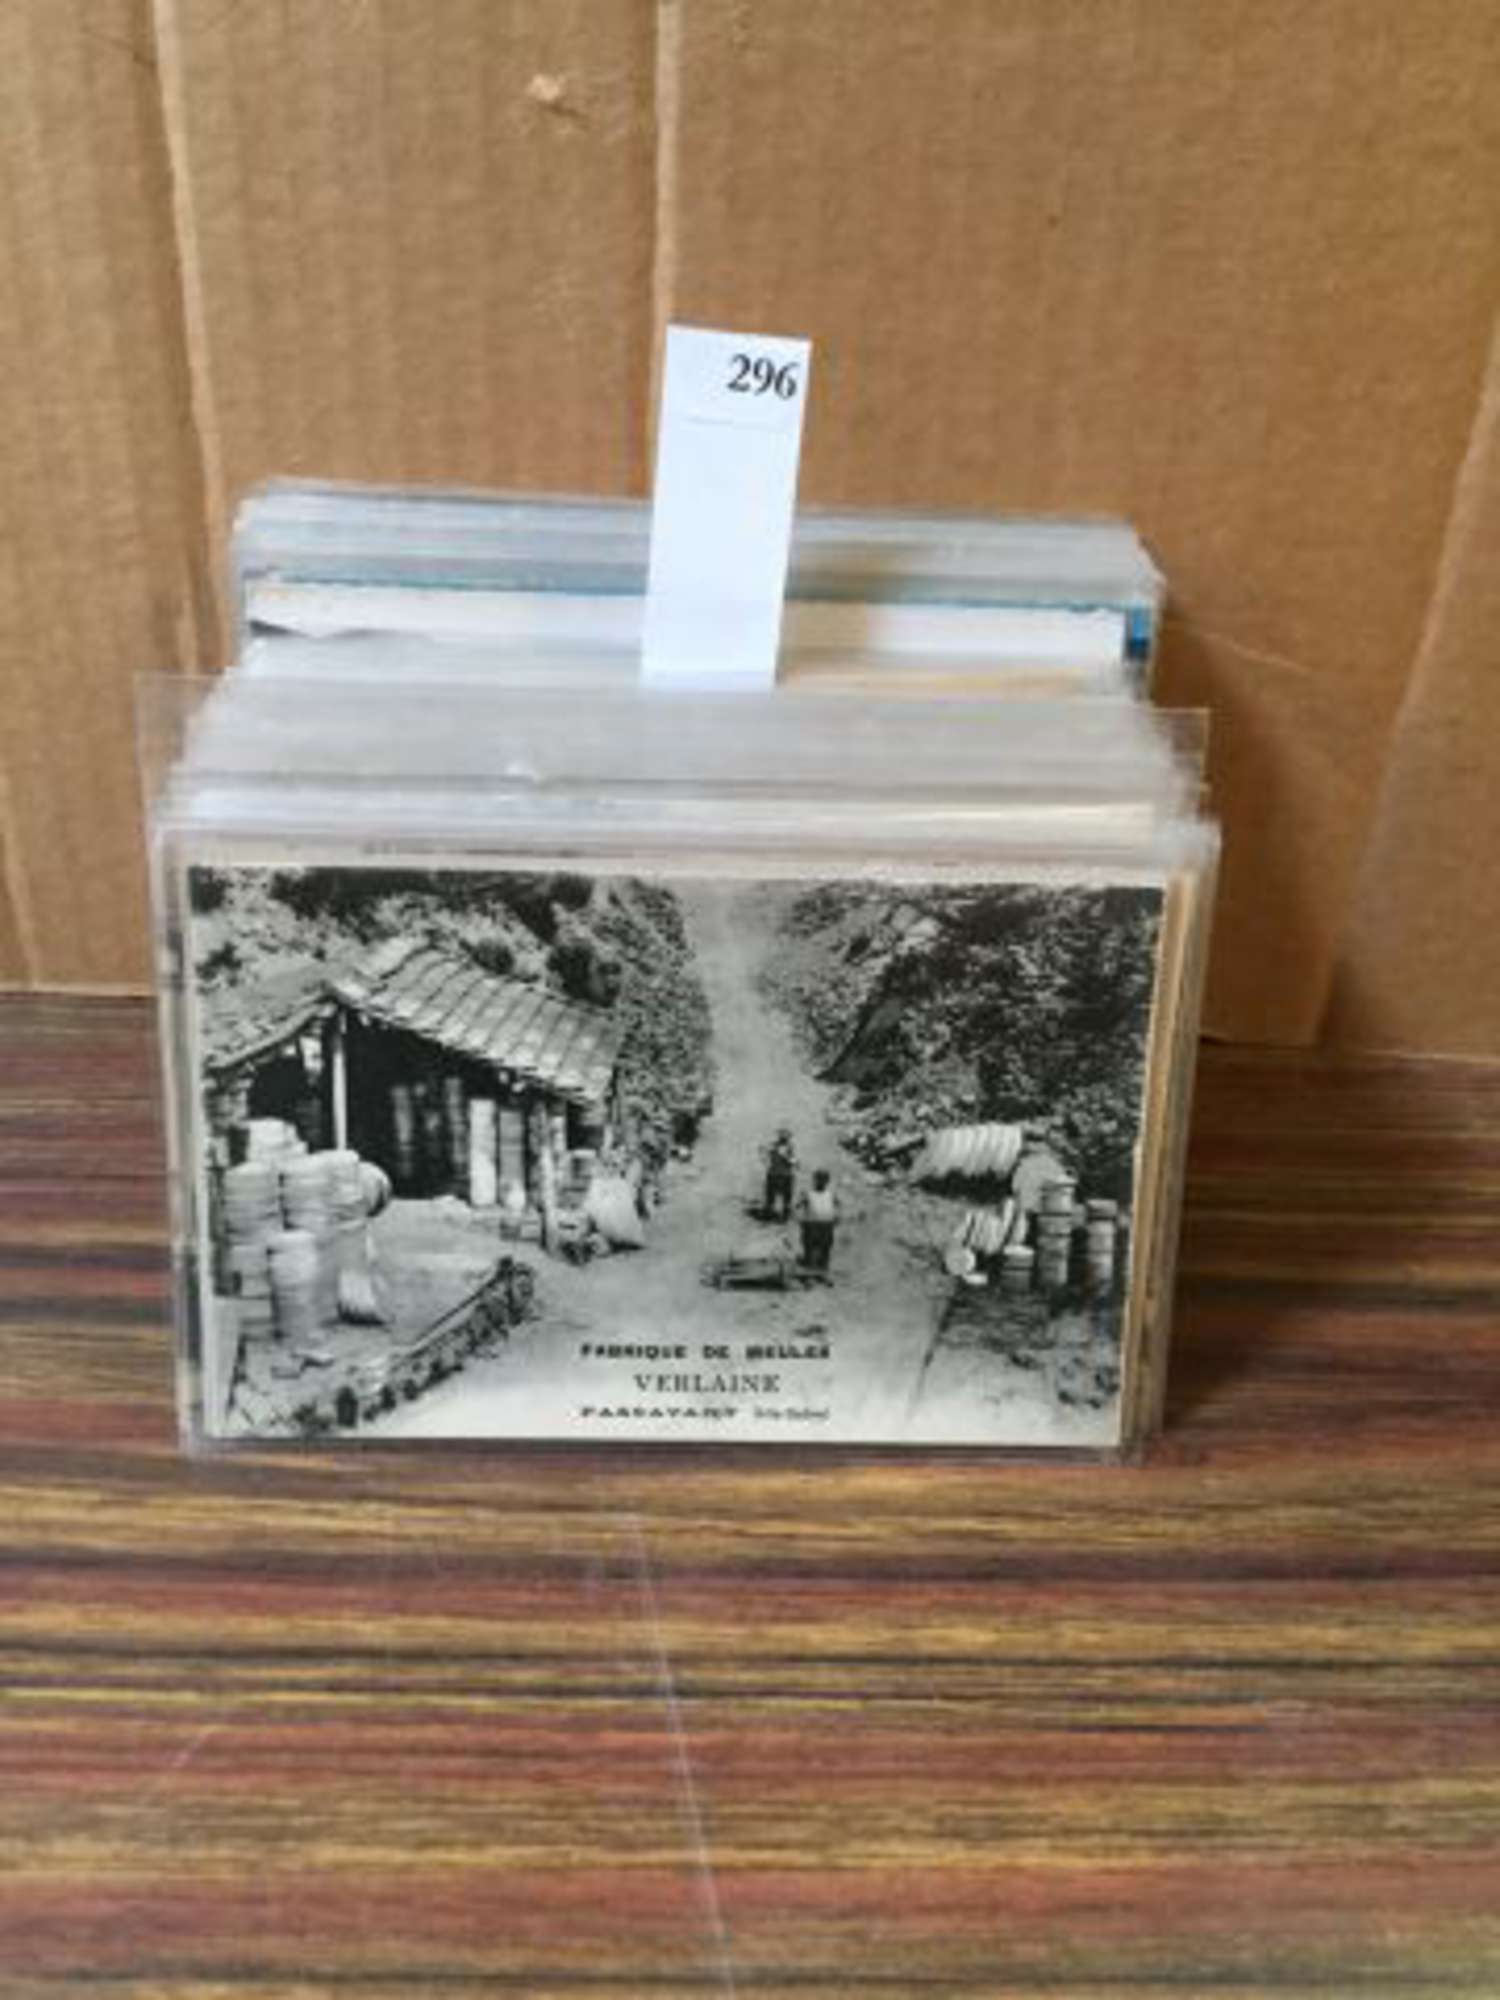 296
FABRIQUE DE MEULES
VERLAINE
PASSAVANT